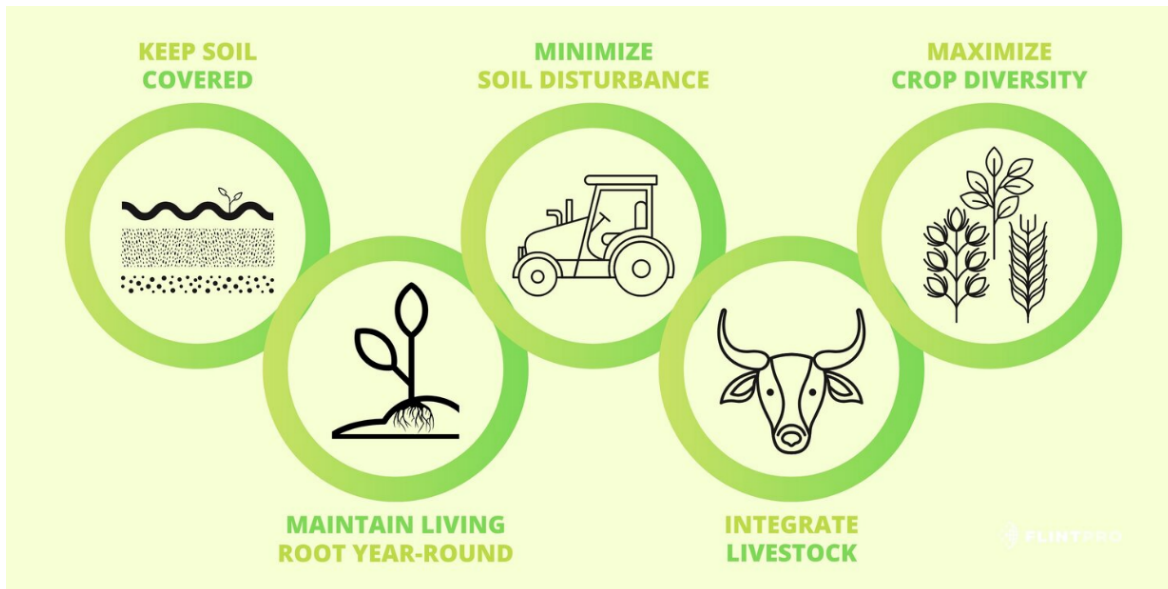 KEEP SOIL
COVERED
MINIMIZE
SOIL DISTURBANCE
MAXIMIZE
CROP DIVERSITY
MAINTAIN LIVING
ROOT YEAR-ROUND
INTEGRATE
LIVESTOCK
FLINTPRO